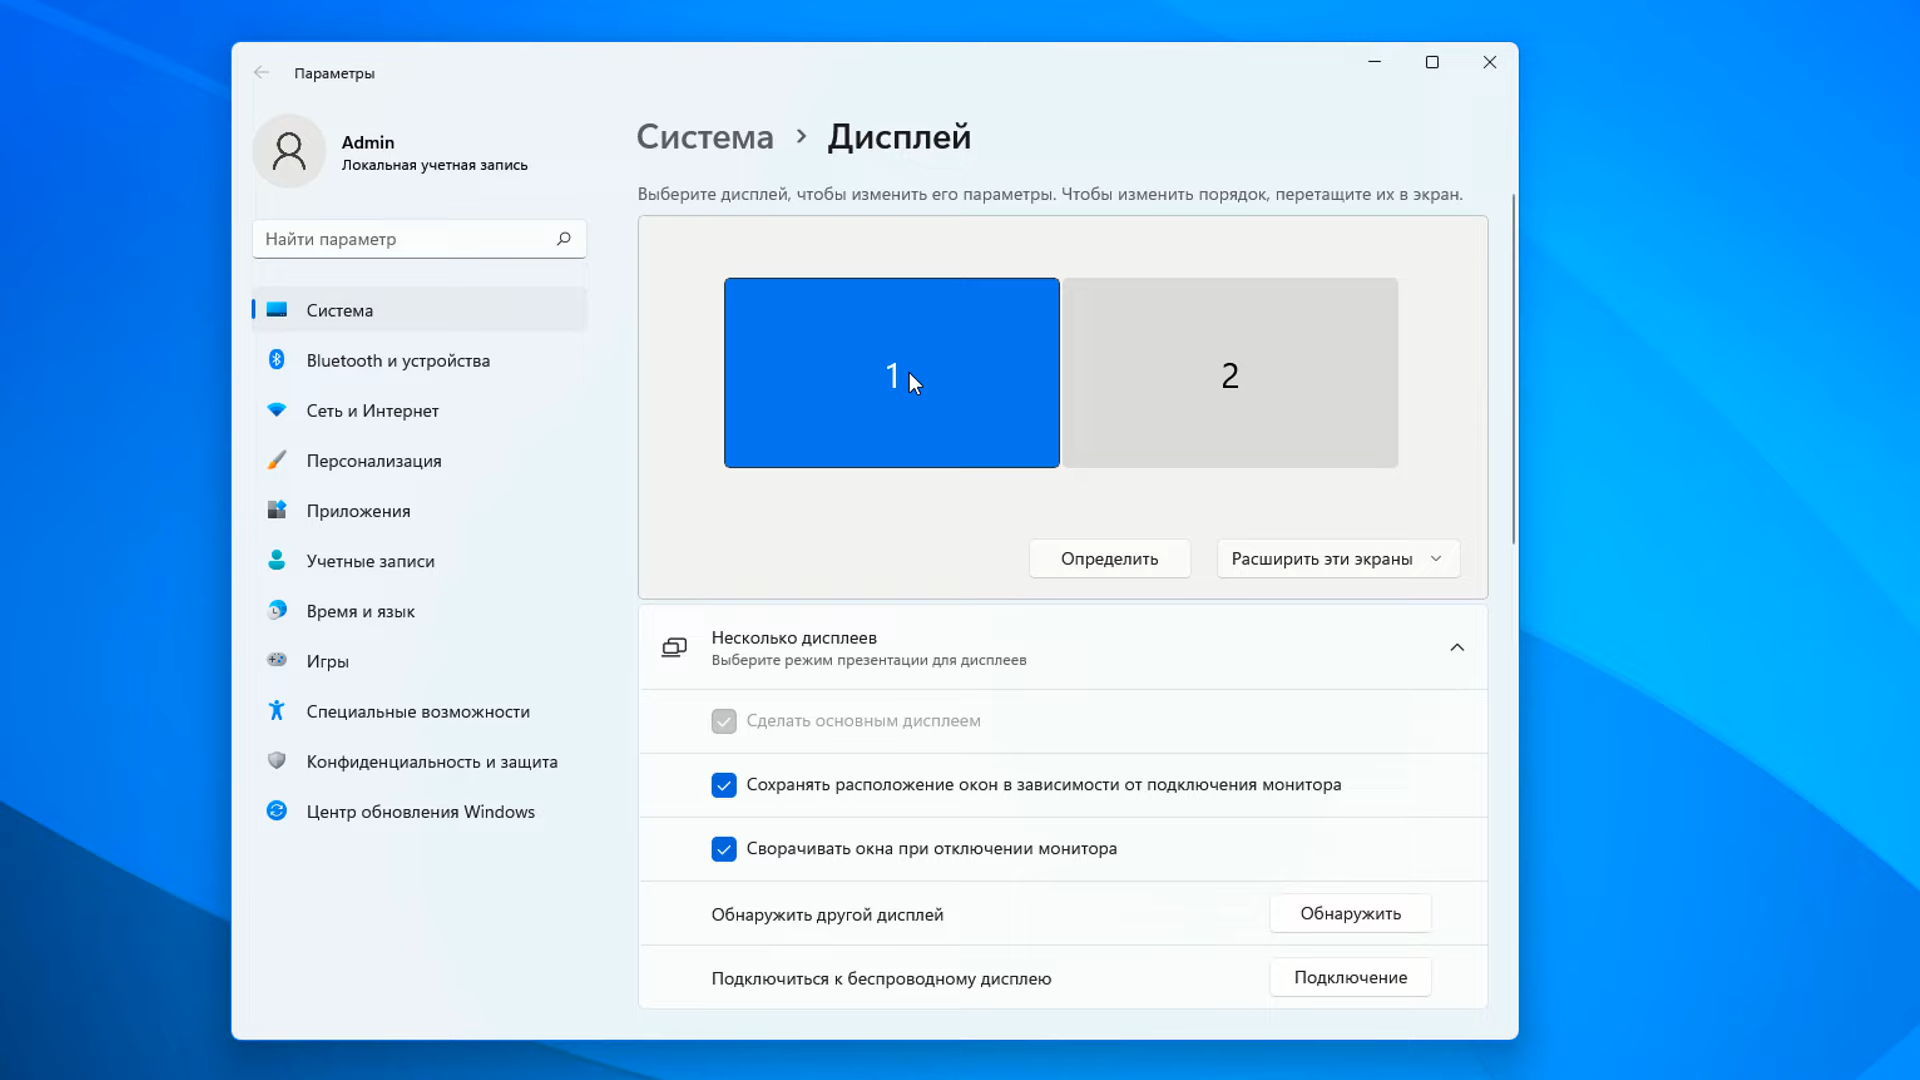 Параметры
Admin
Локальная учетная запись
Найти параметр
Система
Bluetooth и устройства
Сеть и Интернет
Персонализация
Приложения
Учетные записи
Время и язык
Игры
Специальные возможности
Конфиденциальность и защита
Центр обновления Windows
Система > Дисплей
Выберите дисплей, чтобы изменить его параметры. Чтобы изменить порядок, перетащите их в экран.
1
2
Определить
Расширить эти экраны
Несколько дисплеев
Выберите режим презентации для дисплеев
Сделать основным дисплеем
Сохранять расположение окон в зависимости от подключения монитора
Сворачивать окна при отключении монитора
Обнаружить другой дисплей
Обнаружить
Подключиться к беспроводному дисплею
Подключение